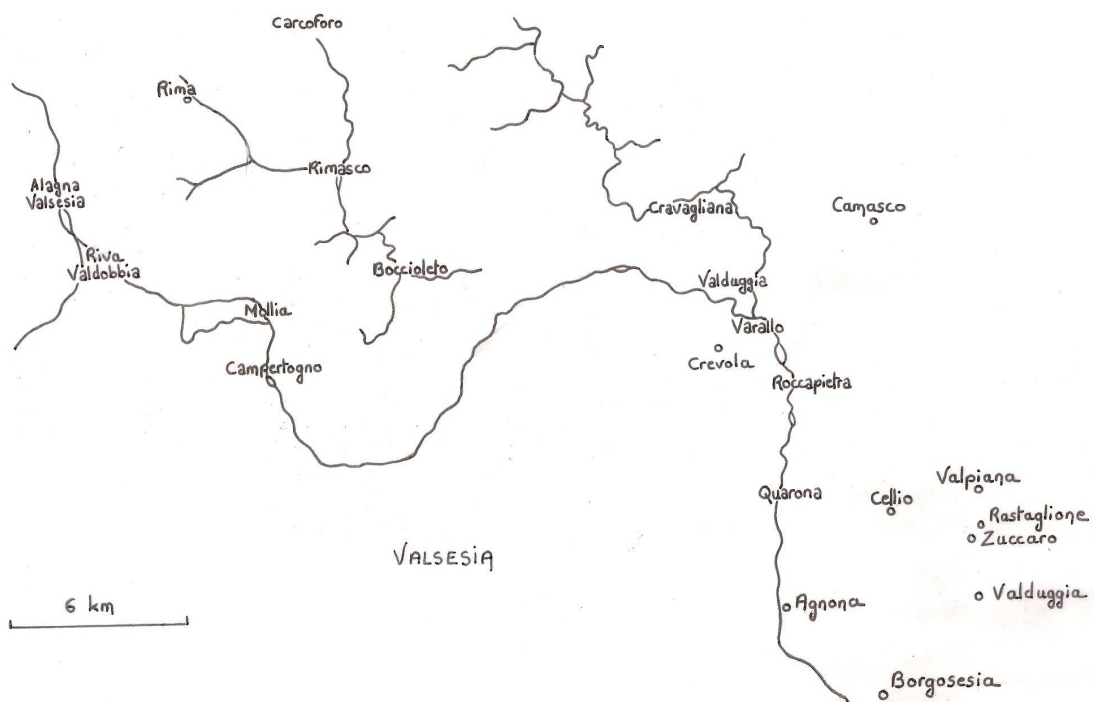 Carcoforo
Rima
Rimasco
Alagna
Valsesia
Cravagliana
Camasco
Riva
Valdobbia
Boccioleto
Valduggia
Mollia
Varallo
Crevola
Campertogno
Roccapietra
Valpiana
Quarona
Cellio
Rastaglione
Zuccaro
VALSESIA
6 km
Agnona
Valduggia
Borgosesia